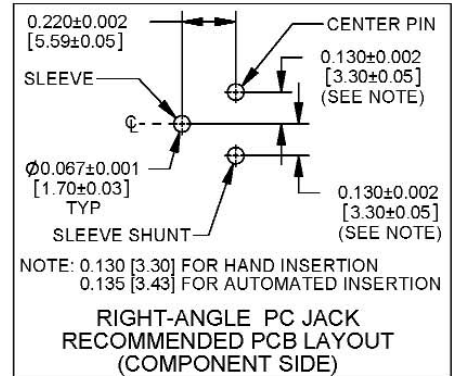 0.220±0.002
[5.59±0.05]
CENTER PIN
0.130±0.002
[3.30±0.05]
(SEE NOTE)
SLEEVE
℄
Ø0.067±0.001
[1.70±0.03]
TYP
0.130±0.002
[3.30±0.05]
(SEE NOTE)
SLEEVE SHUNT
NOTE: 0.130 [3.30] FOR HAND INSERTION
0.135 [3.43] FOR AUTOMATED INSERTION
RIGHT-ANGLE PC JACK
RECOMMENDED PCB LAYOUT
(COMPONENT SIDE)